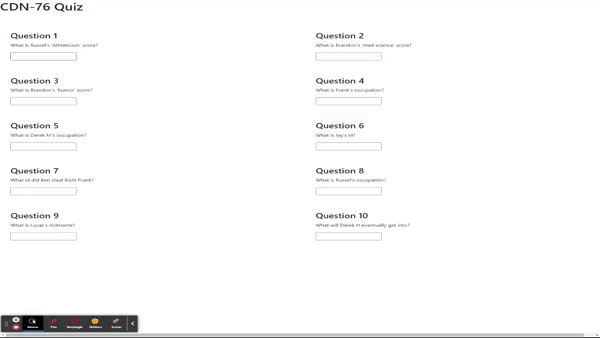 CDN-76 Quiz
Question 1
What is Russel's 'Athleticism' score?
Question 2
What is Brandon's 'mad science' score?
Question 3
What is Brandon's 'humor' score?
Question 4
What is Frank's occupation?
Question 5
What is Derek M's occupation?
Question 6
What is Jay's id?
Question 7
What id did Ben steal from Frank?
Question 8
What is Russel's occupation?
Question 9
What is Lucas's nickname?
Question 10
What will Derek H eventually get into?
Mouse Pen Rectangle Stickers Eraser